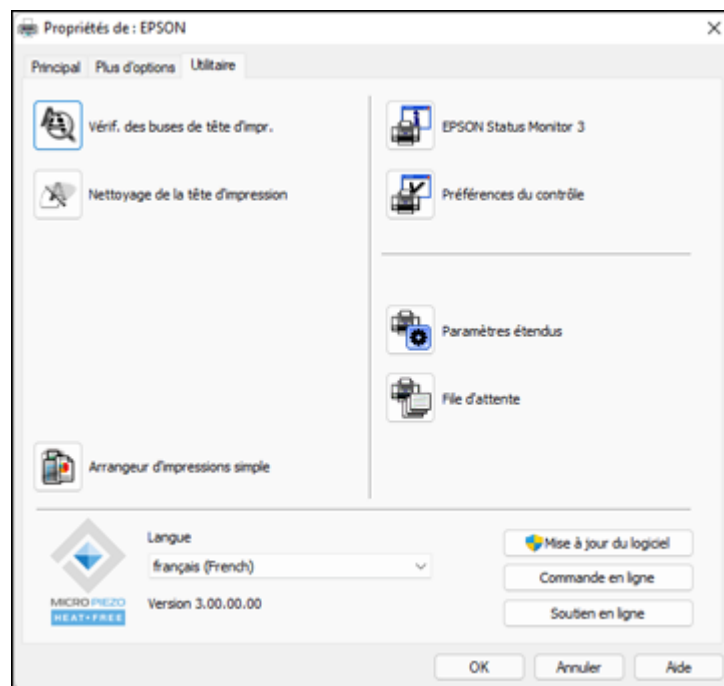 Propriétés de : EPSON
Principal
Plus d'options
Utilitaire
Vérif. des buses de tête d'impr.
Nettoyage de la tête d'impression
Arrangeur d'impressions simple
EPSON Status Monitor 3
Préférences du contrôle
Paramètres étendus
File d'attente
MICRO PIEZO
HEAT-FREE
Langue
français (French)
Version 3.00.00.00
Mise à jour du logiciel
Commande en ligne
Soutien en ligne
OK
Annuler
Aide